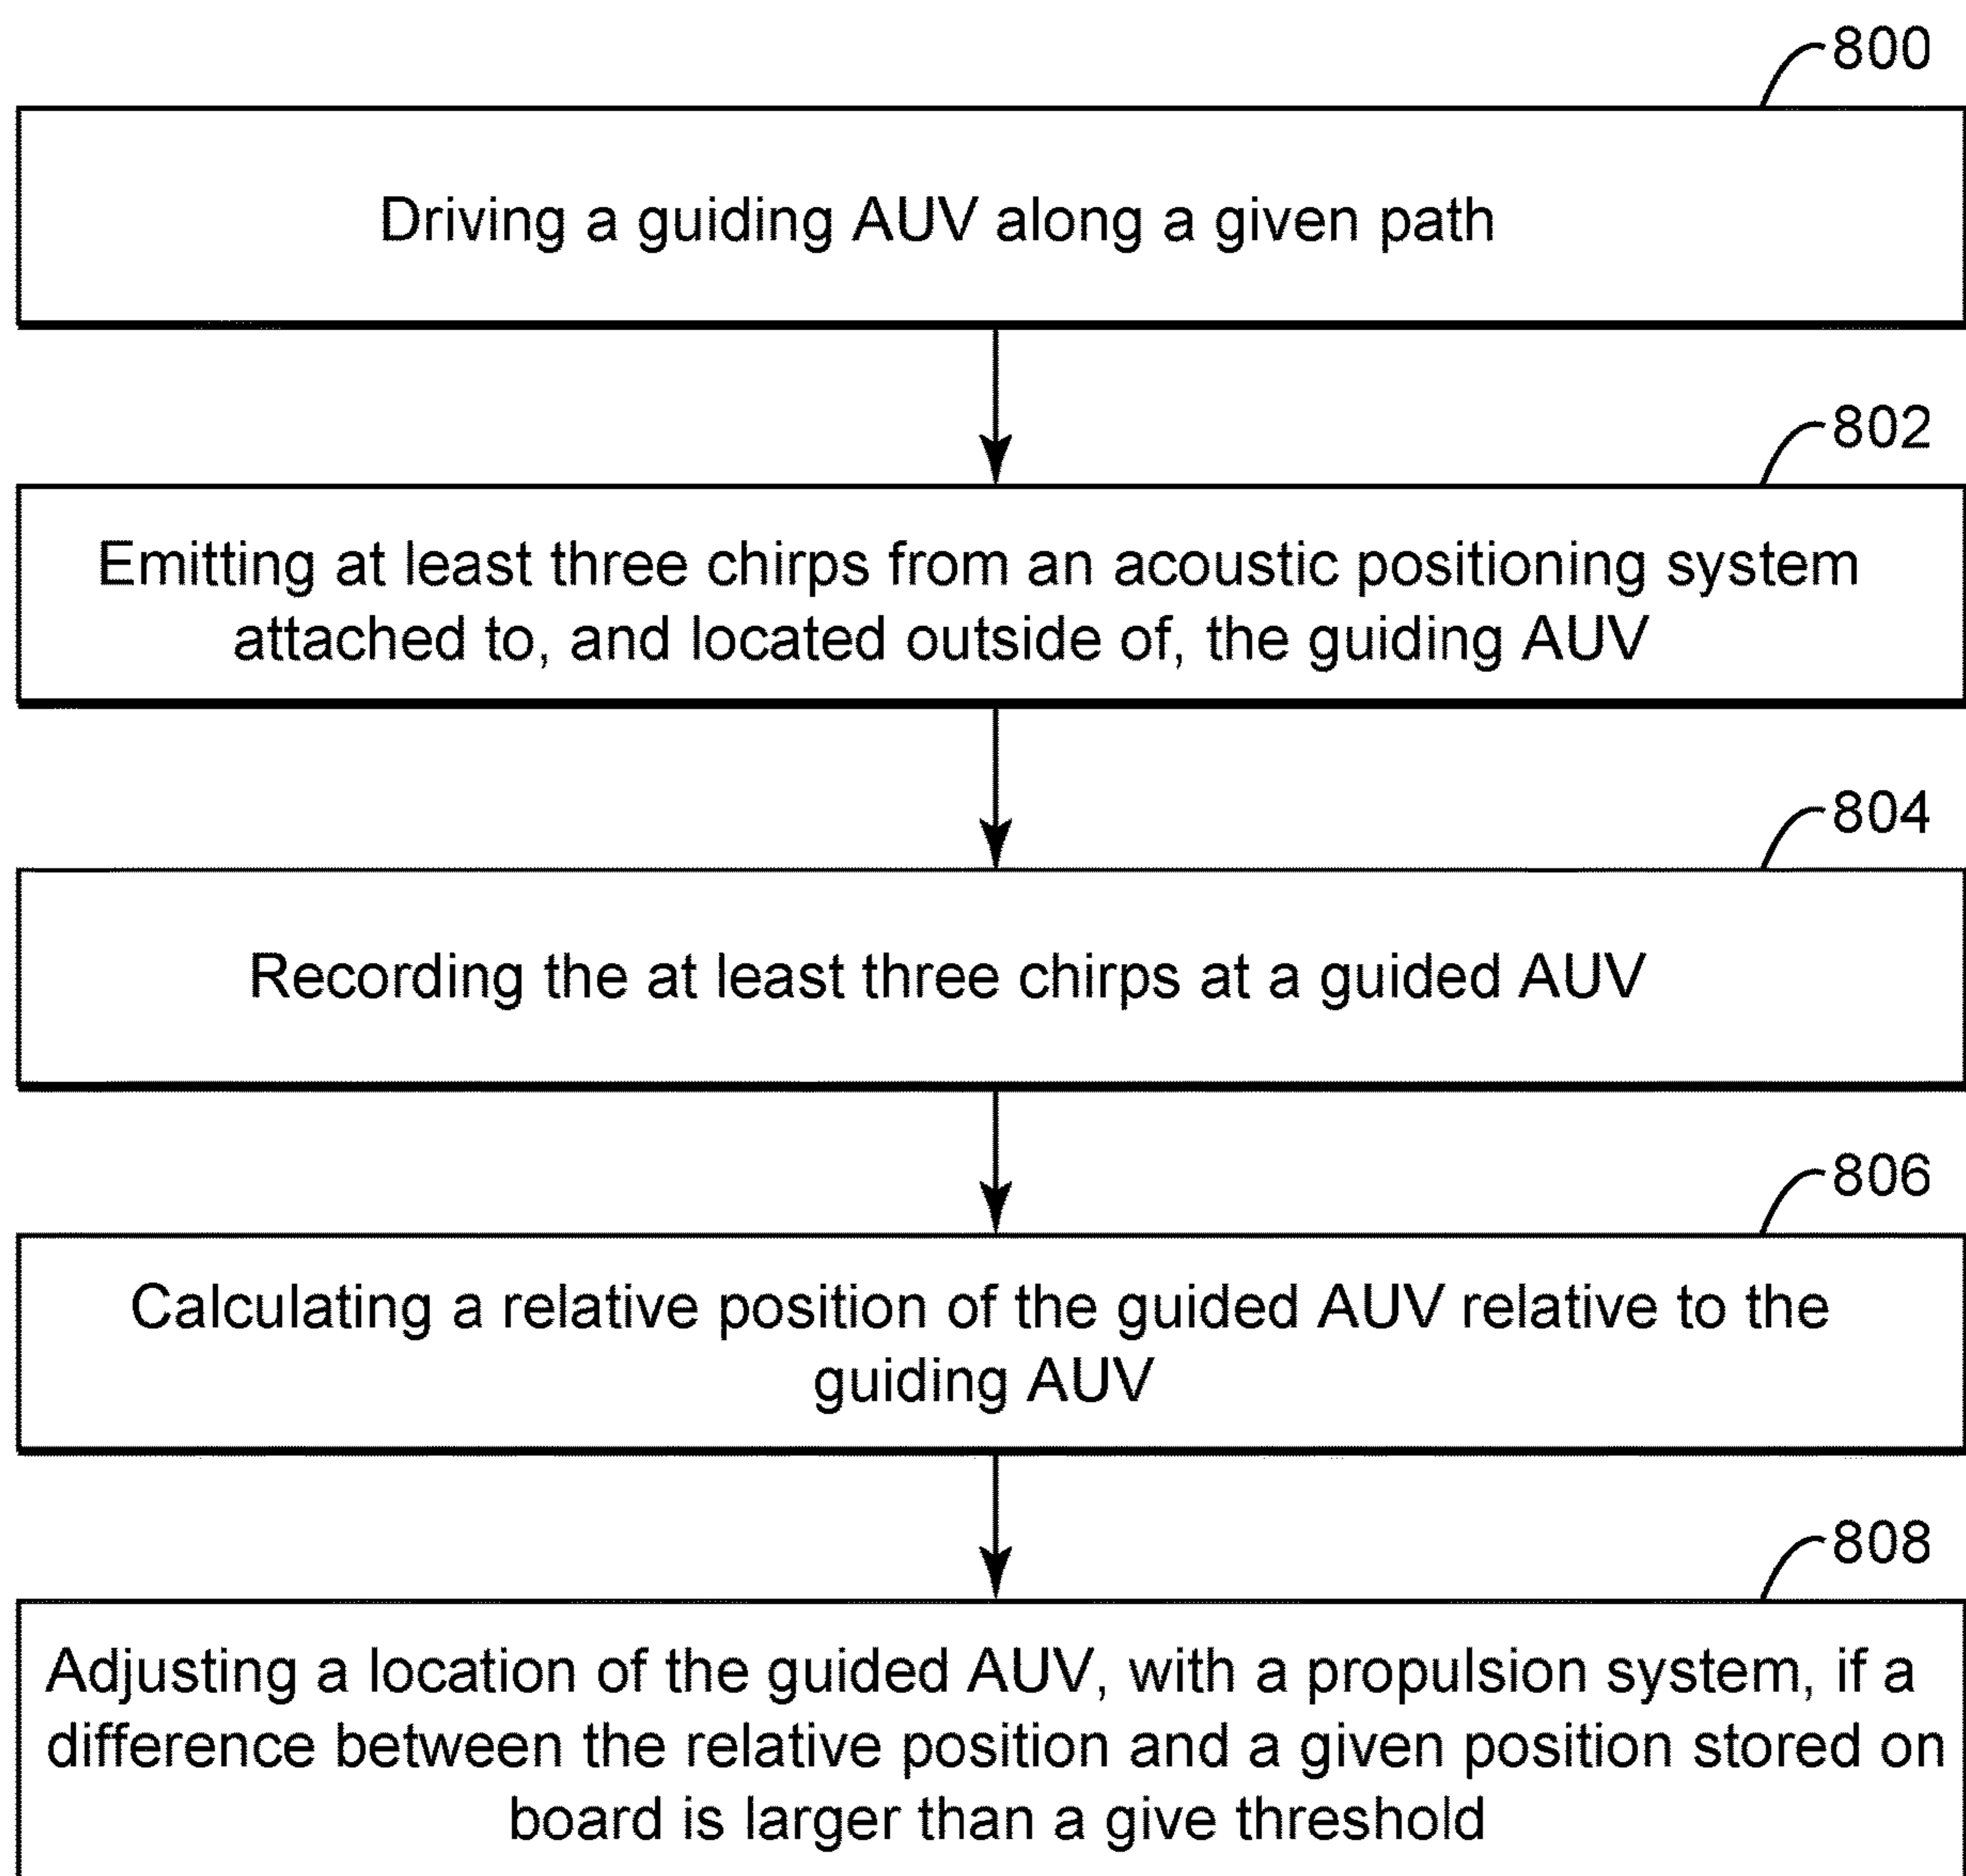 800
Driving a guiding AUV along a given path
802
Emitting at least three chirps from an acoustic positioning system
attached to, and located outside of, the guiding AUV
804
Recording the at least three chirps at a guided AUV
806
Calculating a relative position of the guided AUV relative to the
guiding AUV
808
Adjusting a location of the guided AUV, with a propulsion system, if a
difference between the relative position and a given position stored on
board is larger than a give threshold